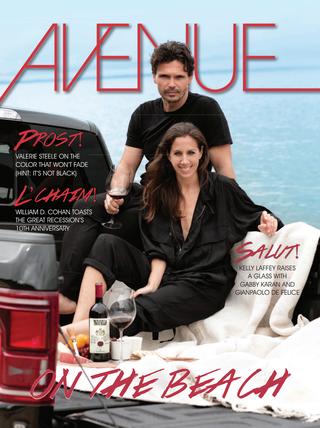 AVENUE
PROST!
VALERIE STEELE ON THE
COLOR THAT WON'T FADE
(HINT: IT'S NOT BLACK)
L'CHAIM!
WILLIAM D. COHAN TOASTS
THE GREAT RECESSION'S
10TH ANNIVERSARY
SALUT!
KELLY LAFFEY RAISES
A GLASS WITH
GABBY KARAN AND
GIANPAOLO DE FELICE
ON THE BEACH